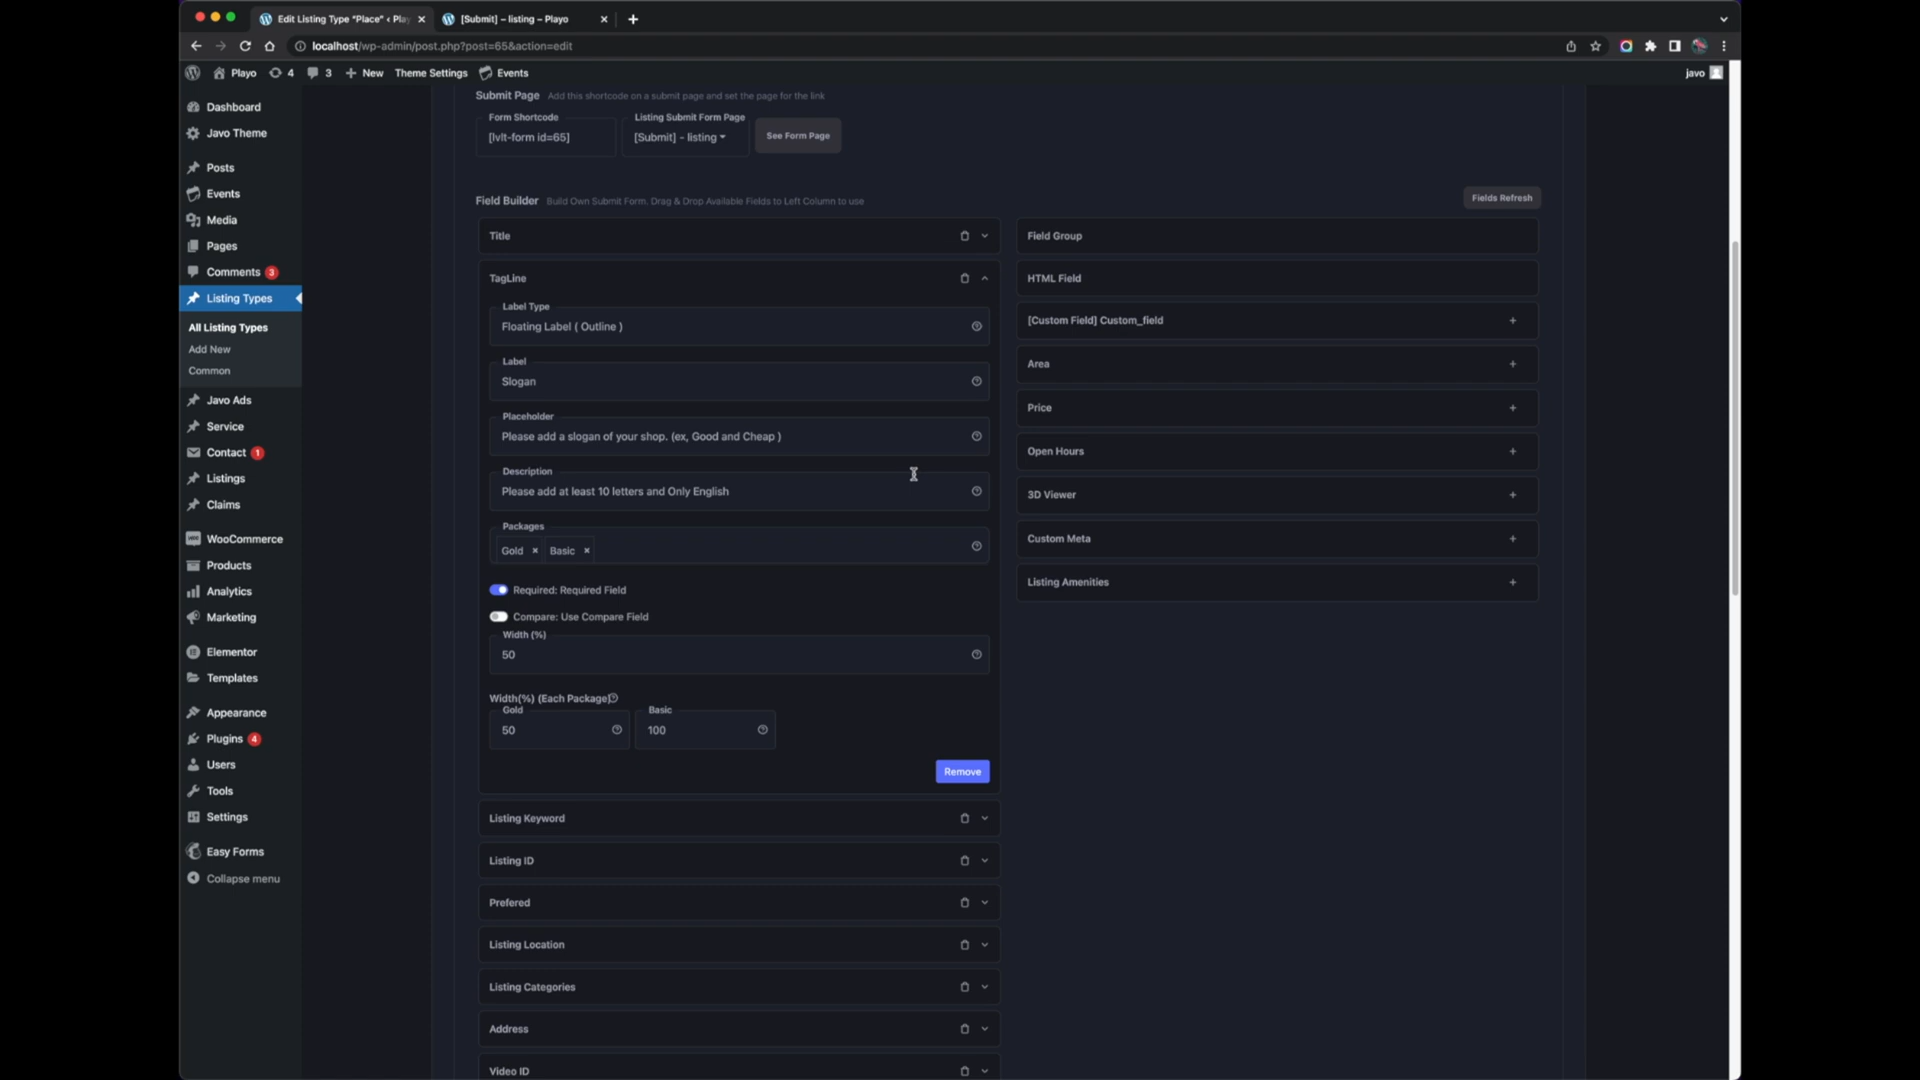 Edit Listing Type "Place" ‹ Play
[Submit] – listing – Playo
localhost/wp-admin/post.php?post=65&action=edit
Playo 4 3 New Theme Settings Events javo
Dashboard
Javo Theme
Posts
Events
Media
Pages
Comments 3
Listing Types
All Listing Types
Add New
Common
Javo Ads
Service
Contact 1
Listings
Claims
WooCommerce
Products
Analytics
Marketing
Elementor
Templates
Appearance
Plugins 4
Users
Tools
Settings
Easy Forms
Collapse menu
Submit Page Add this shortcode on a submit page and set the page for the link
Form Shortcode
[lvlt-form id=65]
Listing Submit Form Page
[Submit] - listing
See Form Page
Field Builder Build Own Submit Form. Drag & Drop Available Fields to Left Column to use
Fields Refresh
Title
TagLine
Label Type
Floating Label ( Outline )
Label
Slogan
Placeholder
Please add a slogan of your shop. (ex, Good and Cheap )
Description
Please add at least 10 letters and Only English
Packages
Gold × Basic ×
Required: Required Field
Compare: Use Compare Field
Width (%)
50
Width(%) (Each Package)
Gold
50
Basic
100
Remove
Listing Keyword
Listing ID
Prefered
Listing Location
Listing Categories
Address
Video ID
Field Group
HTML Field
[Custom Field] Custom_field +
Area +
Price +
Open Hours +
3D Viewer +
Custom Meta +
Listing Amenities +